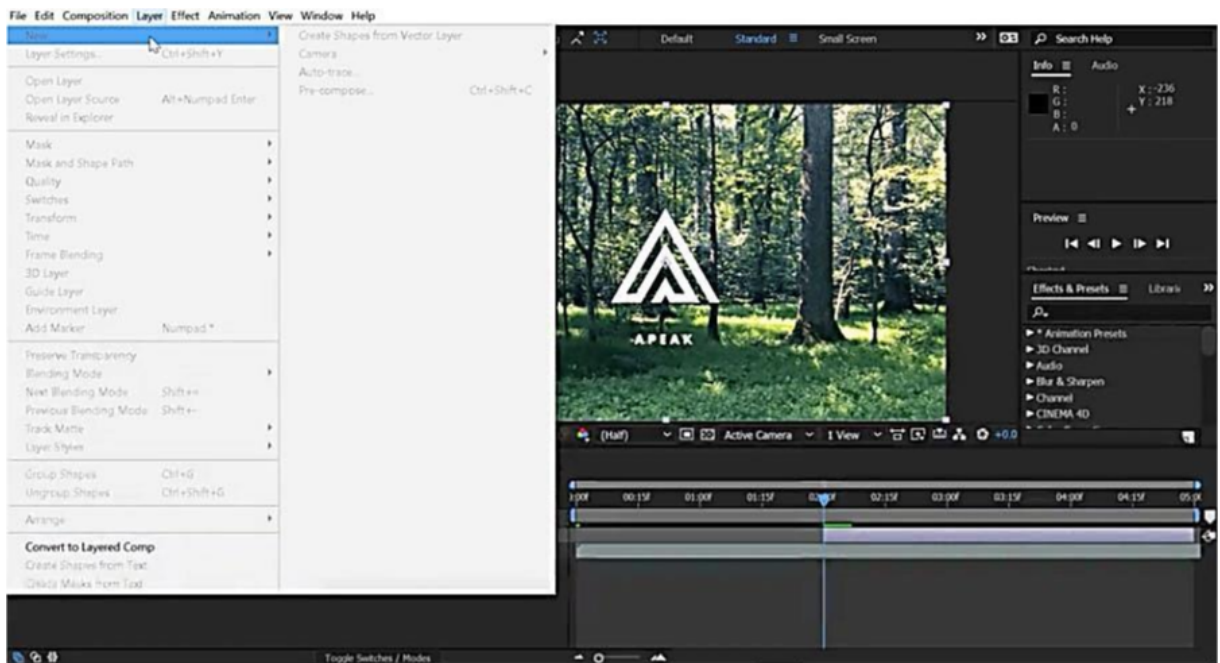 File Edit Composition Layer Effect Animation View Window Help
New
Layer Settings... Ctrl+Shift+Y
Open Layer
Open Layer Source Alt+Numpad Enter
Reveal in Explorer
Mask
Mask and Shape Path
Quality
Switches
Transform
Time
Frame Blending
3D Layer
Guide Layer
Environment Layer
Add Marker Numpad *
Preserve Transparency
Blending Mode
Next Blending Mode Shift+=
Previous Blending Mode Shift+-
Track Matte
Layer Styles
Group Shapes Ctrl+G
Ungroup Shapes Ctrl+Shift+G
Arrange
Convert to Layered Comp
Create Shapes from Text
Create Masks from Text
Create Shapes from Vector Layer
Camera
Auto-trace...
Pre-compose... Ctrl+Shift+C
Default Standard Small Screen
Search Help
Info Audio
R: X: -236
G: Y: 218
B:
A: 0
APEAK
Preview
Effects & Presets
* Animation Presets
3D Channel
Audio
Blur & Sharpen
Channel
CINEMA 4D
(Half) Active Camera 1 View +0.0
00:15f 01:00f 01:15f 02:15f 03:00f 03:15f 04:00f 04:15f
Toggle Switches / Modes